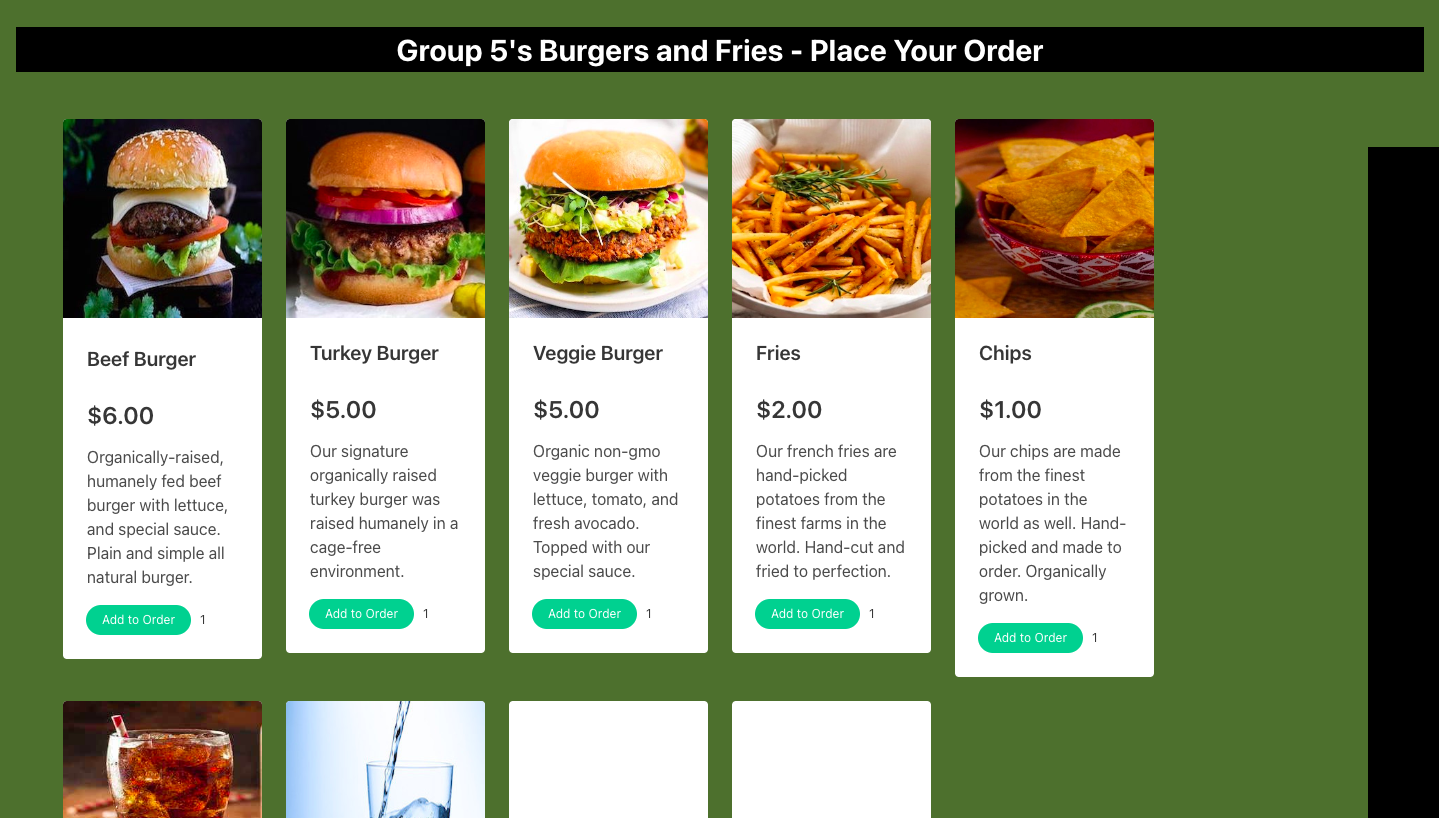 Group 5's Burgers and Fries - Place Your Order
Beef Burger
$6.00
Organically-raised,
humanely fed beef
burger with lettuce,
and special sauce.
Plain and simple all
natural burger.
Add to Order 1
Turkey Burger
$5.00
Our signature
organically raised
turkey burger was
raised humanely in a
cage-free
environment.
Add to Order 1
Veggie Burger
$5.00
Organic non-gmo
veggie burger with
lettuce, tomato, and
fresh avocado.
Topped with our
special sauce.
Add to Order 1
Fries
$2.00
Our french fries are
hand-picked
potatoes from the
finest farms in the
world. Hand-cut and
fried to perfection.
Add to Order 1
Chips
$1.00
Our chips are made
from the finest
potatoes in the
world as well. Hand-
picked and made to
order. Organically
grown.
Add to Order 1